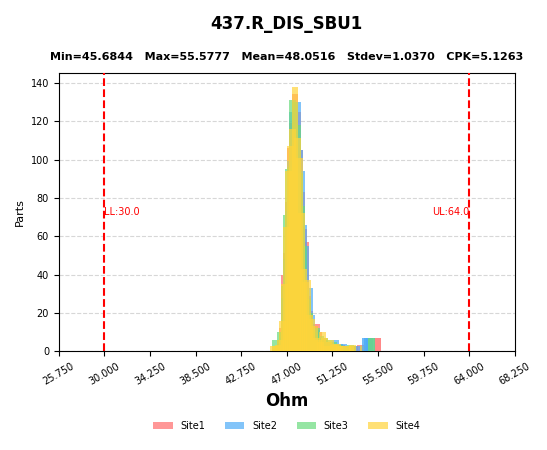 437.R_DIS_SBU1
Min=45.6844 Max=55.5777 Mean=48.0516 Stdev=1.0370 CPK=5.1263
140
120
100
80
60
40
20
0
Parts
LL:30.0
UL:64.0
25.750 30.000 34.250 38.500 42.750 47.000 51.250 55.500 59.750 64.000 68.250
Ohm
Site1 Site2 Site3 Site4